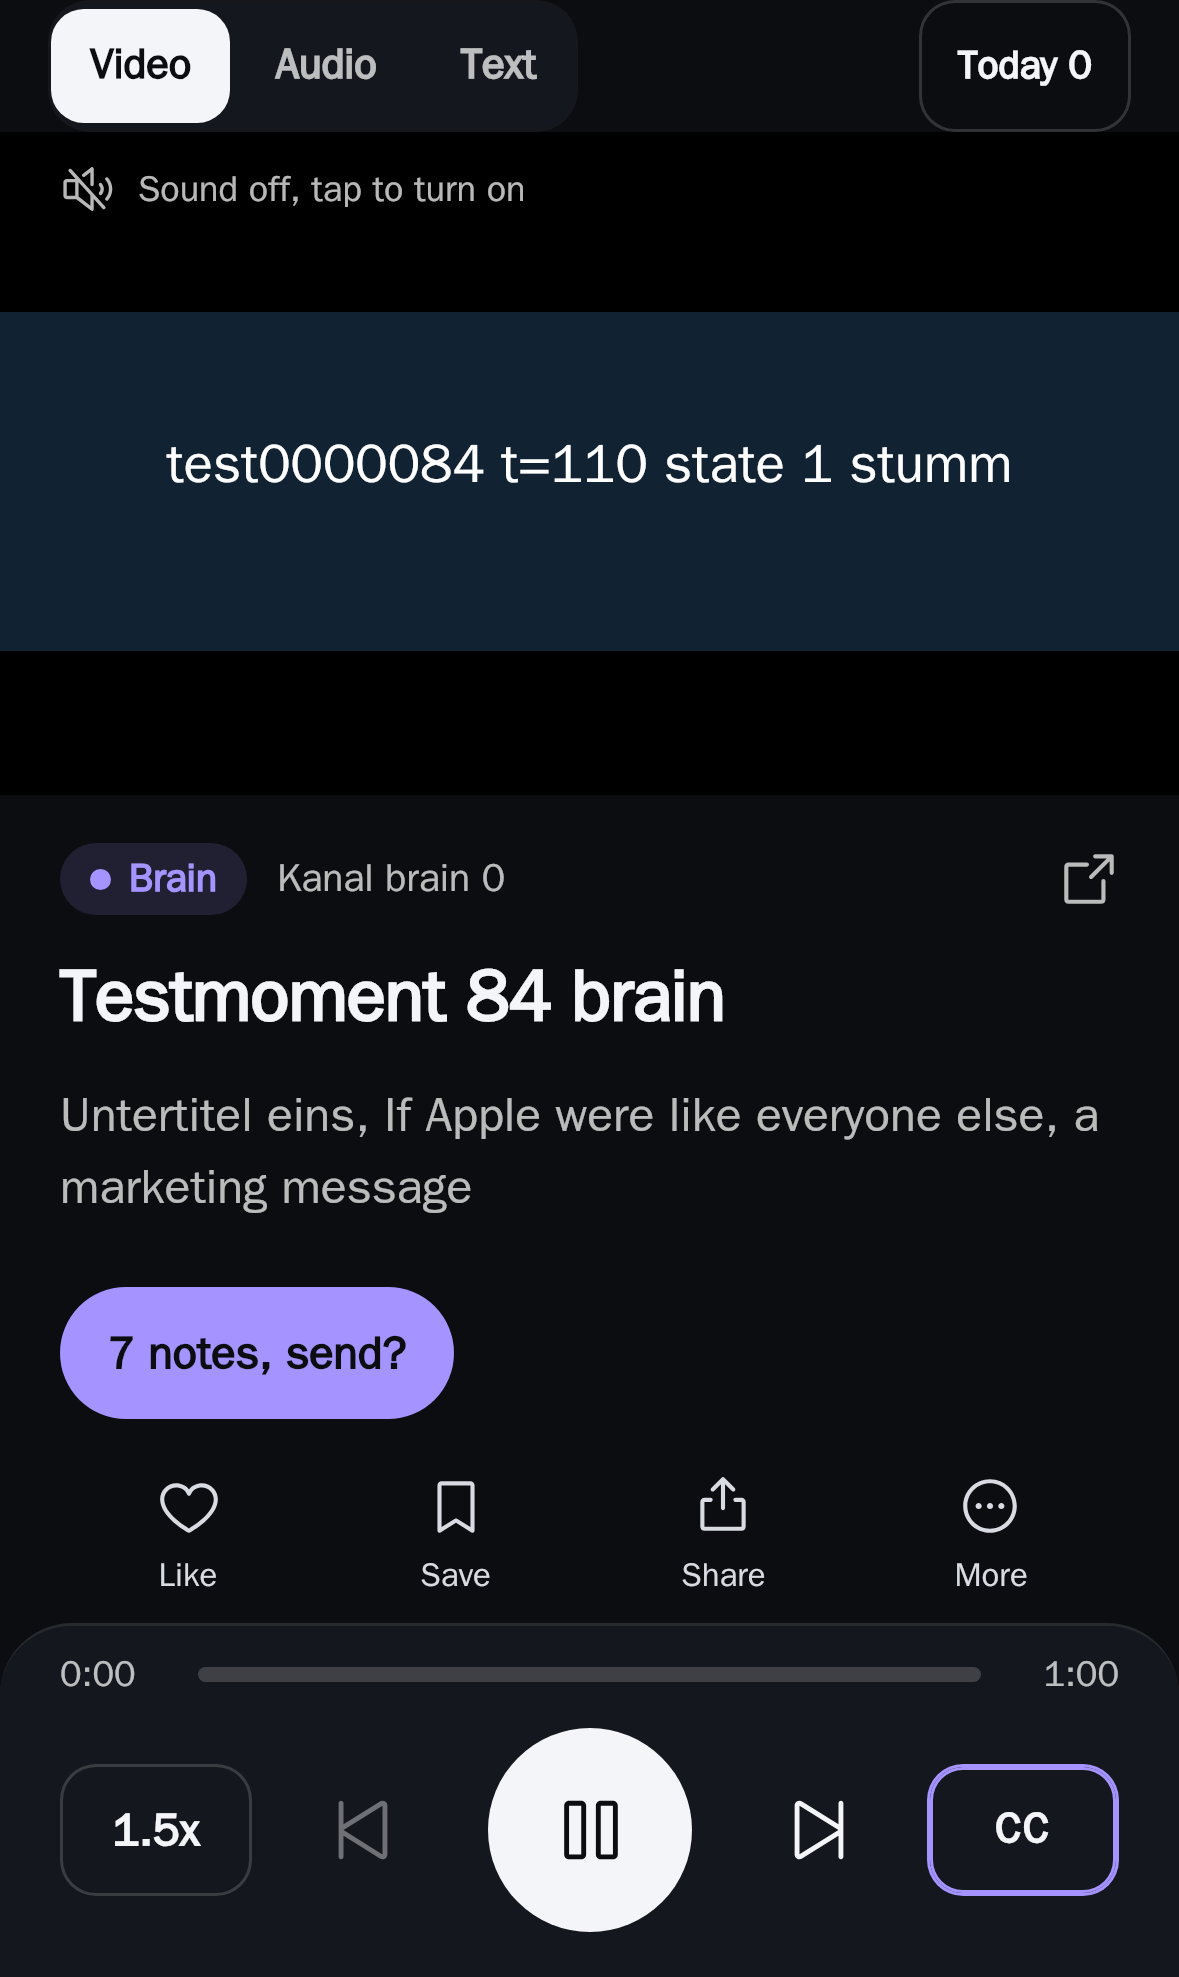 Video Audio Text Today 0
Sound off, tap to turn on
test0000084 t=110 state 1 stumm
Brain Kanal brain 0
Testmoment 84 brain
Untertitel eins, If Apple were like everyone else, a
marketing message
7 notes, send?
Like Save Share More
0:00 1:00
1.5x CC